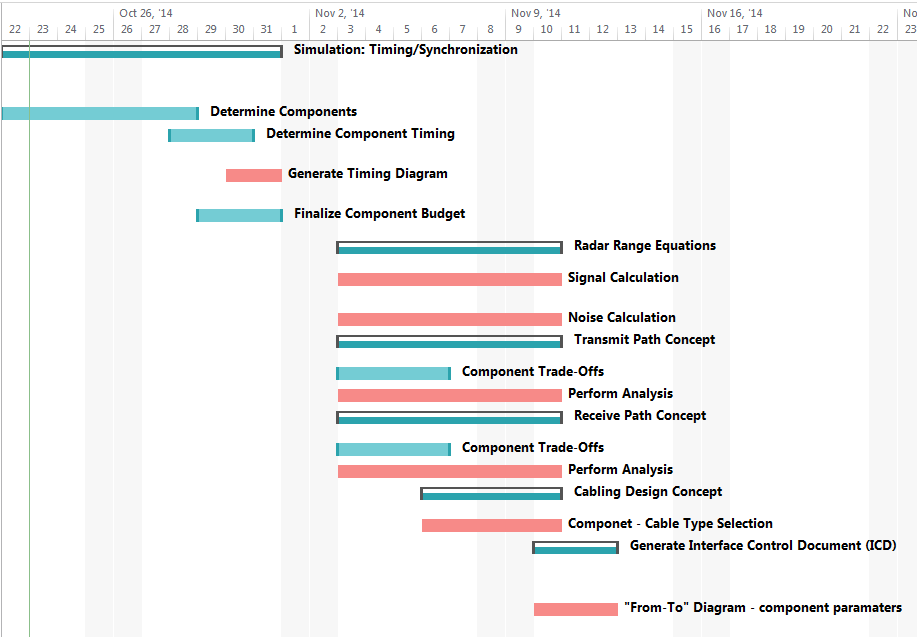 Oct 26, '14 Nov 2, '14 Nov 9, '14 Nov 16, '14 No
22 23 24 25 26 27 28 29 30 31 1 2 3 4 5 6 7 8 9 10 11 12 13 14 15 16 17 18 19 20 21 22 23
Simulation: Timing/Synchronization
Determine Components
Determine Component Timing
Generate Timing Diagram
Finalize Component Budget
Radar Range Equations
Signal Calculation
Noise Calculation
Transmit Path Concept
Component Trade-Offs
Perform Analysis
Receive Path Concept
Component Trade-Offs
Perform Analysis
Cabling Design Concept
Componet - Cable Type Selection
Generate Interface Control Document (ICD)
"From-To" Diagram - component paramaters